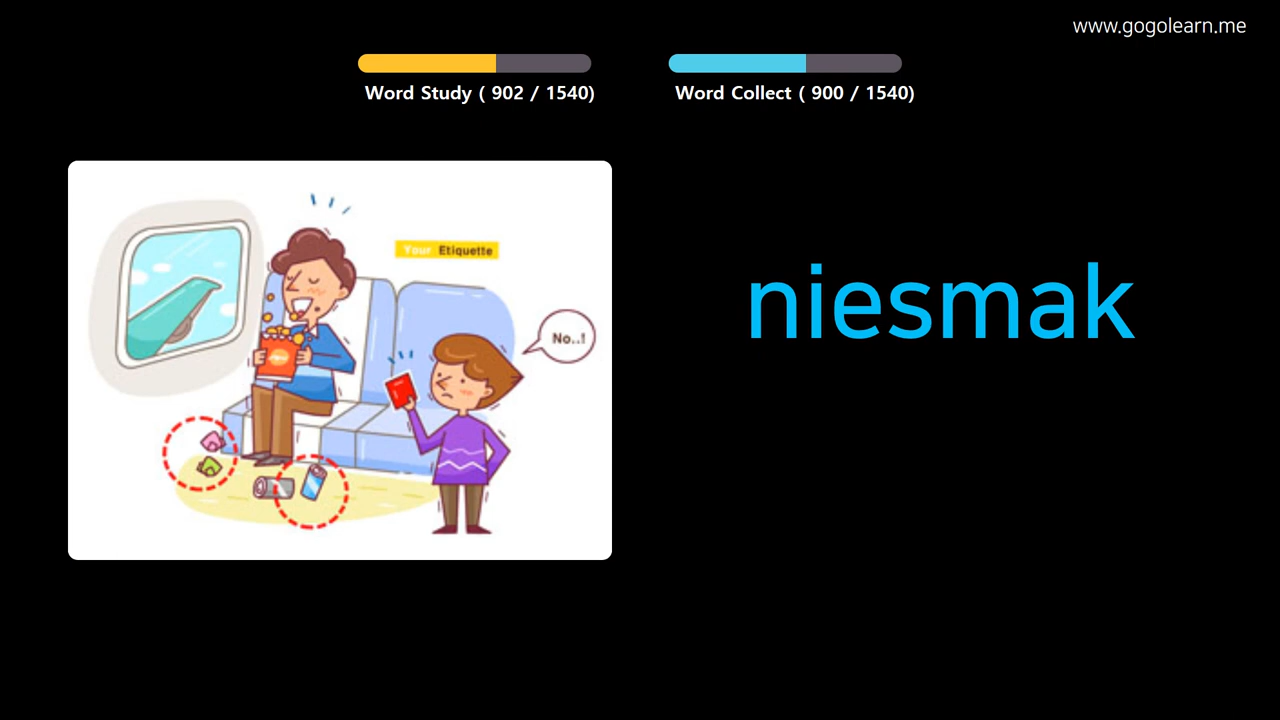 www.gogolearn.me
Word Study ( 902 / 1540)
Word Collect ( 900 / 1540)
Your Etiquette
No..!
niesmak